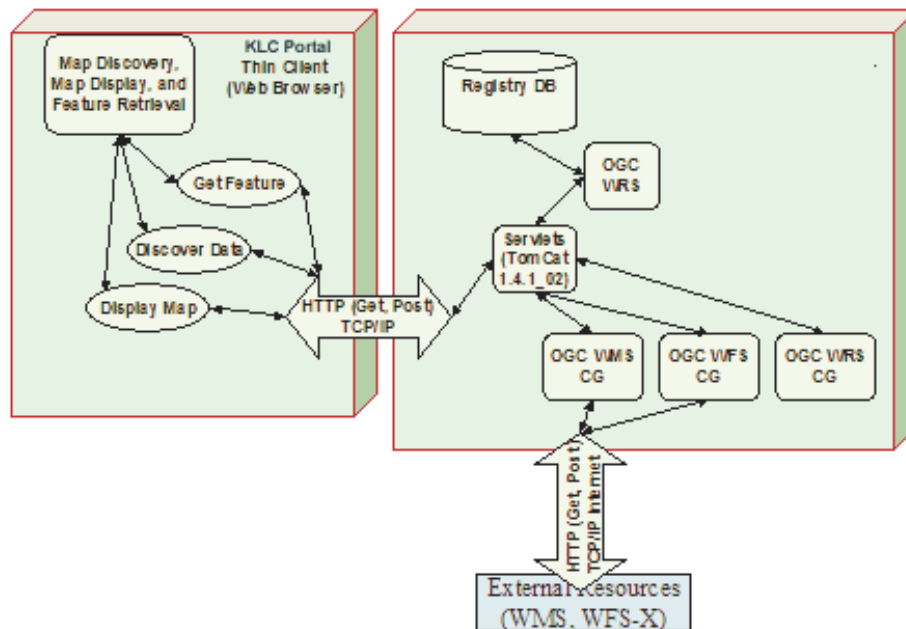 Map Discovery,
Map Display, and
Feature Retrieval
KLC Portal
Thin Client
(Web Browser)
Get Feature
Discover Data
Display Map
HTTP (Get, Post)
TCP/IP
Registry DB
OGC
WRS
Servlets
(TomCat
1.4.1_02)
OGC WMS
CG
OGC WFS
CG
OGC WRS
CG
HTTP (Get, Post)
TCP/IP Internet
External Resources
(WMS, WFS-X)